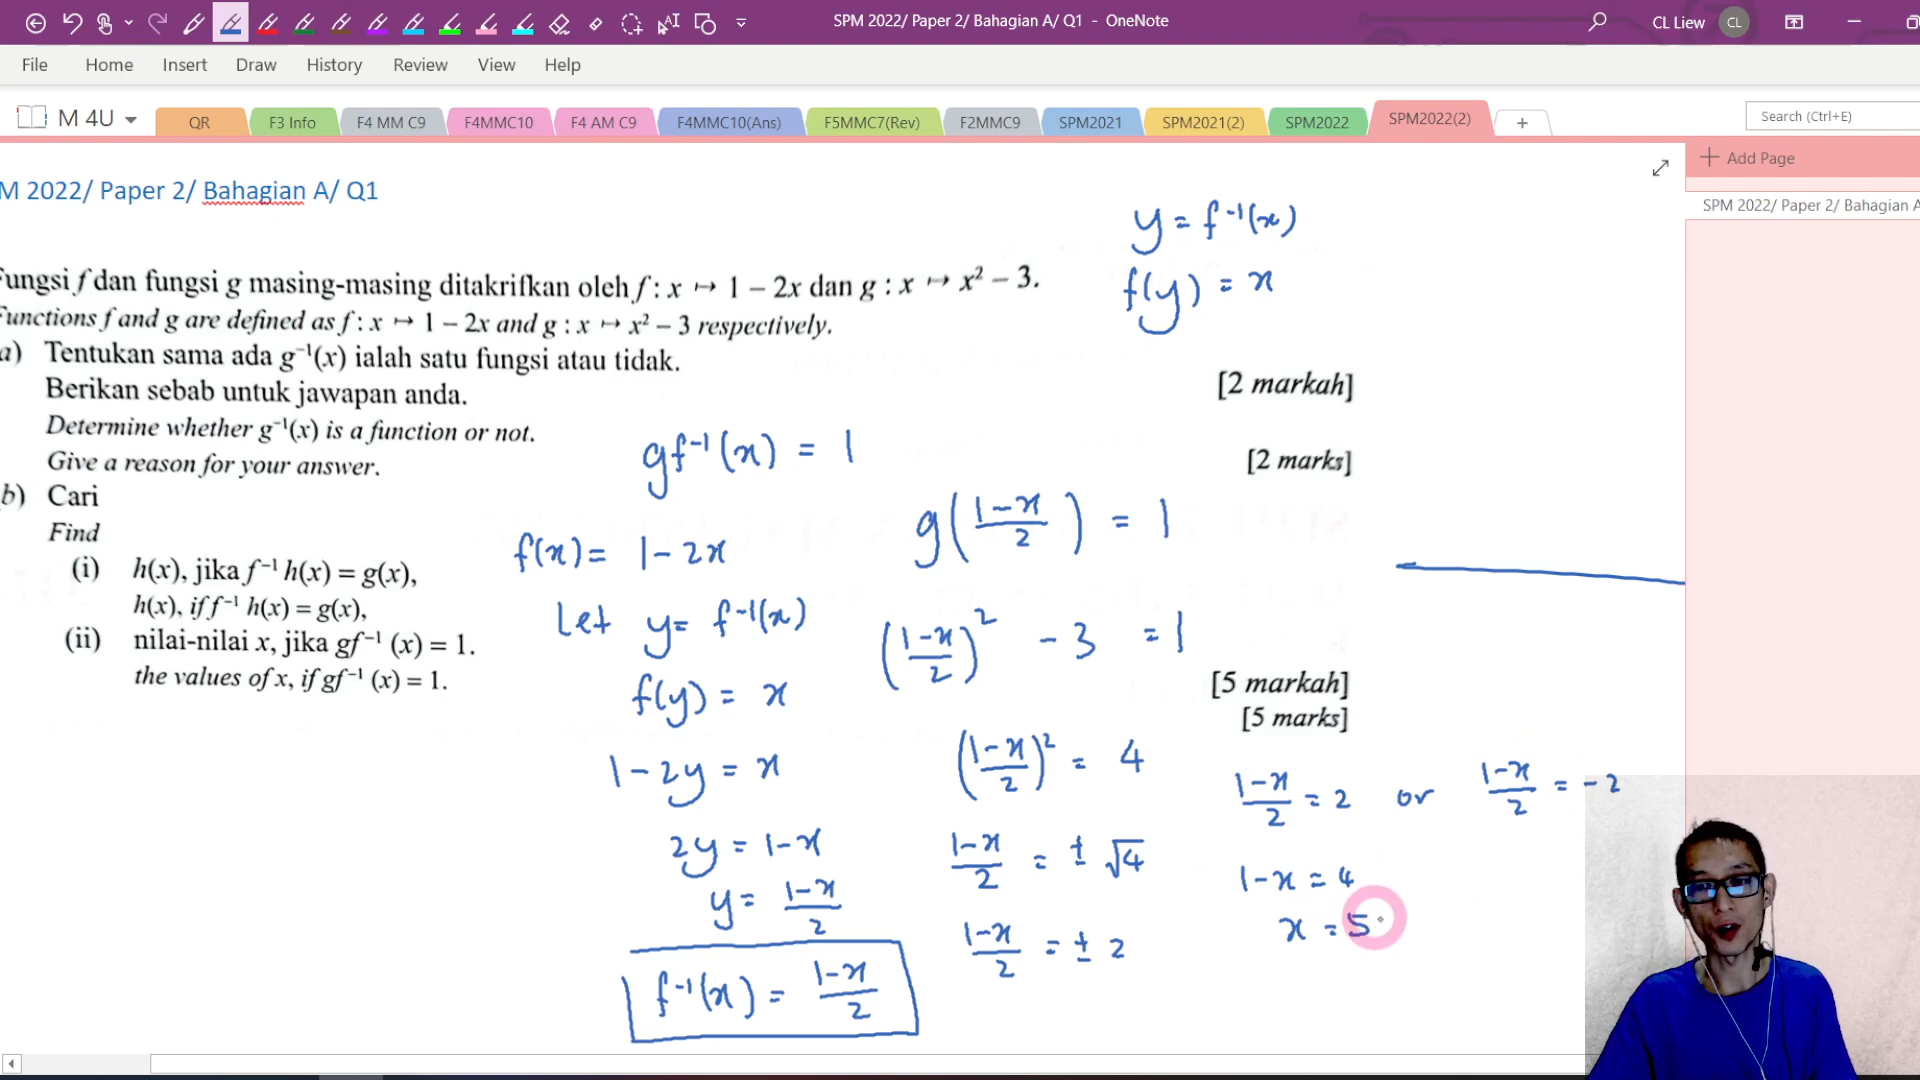 SPM 2022/ Paper 2/ Bahagian A/ Q1 - OneNote
CL Liew
CL
File Home Insert Draw History Review View Help
M 4U
QR F3 Info F4 MM C9 F4MMC10 F4 AM C9 F4MMC10(Ans) F5MMC7(Rev) F2MMC9 SPM2021 SPM2021(2) SPM2022 SPM2022(2) +
Search (Ctrl+E)
Add Page
SPM 2022/ Paper 2/ Bahagian A
M 2022/ Paper 2/ Bahagian A/ Q1
ungsi f dan fungsi g masing-masing ditakrifkan oleh f : x ↦ 1 – 2x dan g : x ↦ x² – 3.
unctions f and g are defined as f : x ↦ 1 – 2x and g : x ↦ x² – 3 respectively.
a) Tentukan sama ada g⁻¹(x) ialah satu fungsi atau tidak.
Berikan sebab untuk jawapan anda.
[2 markah]
Determine whether g⁻¹(x) is a function or not.
Give a reason for your answer.
[2 marks]
b) Cari
Find
(i) h(x), jika f⁻¹ h(x) = g(x),
h(x), if f⁻¹ h(x) = g(x),
(ii) nilai-nilai x, jika gf⁻¹ (x) = 1.
the values of x, if gf⁻¹ (x) = 1.
[5 markah]
[5 marks]
y = f⁻¹(x)
f(y) = x
gf⁻¹(x) = 1
f(x) = 1 - 2x
Let y = f⁻¹(x)
f(y) = x
1 - 2y = x
2y = 1 - x
y = (1-x)/2
f⁻¹(x) = (1-x)/2
g((1-x)/2) = 1
((1-x)/2)² - 3 = 1
((1-x)/2)² = 4
(1-x)/2 = ± √4
(1-x)/2 = ± 2
(1-x)/2 = 2 or (1-x)/2 = -2
1-x = 4
x = 5